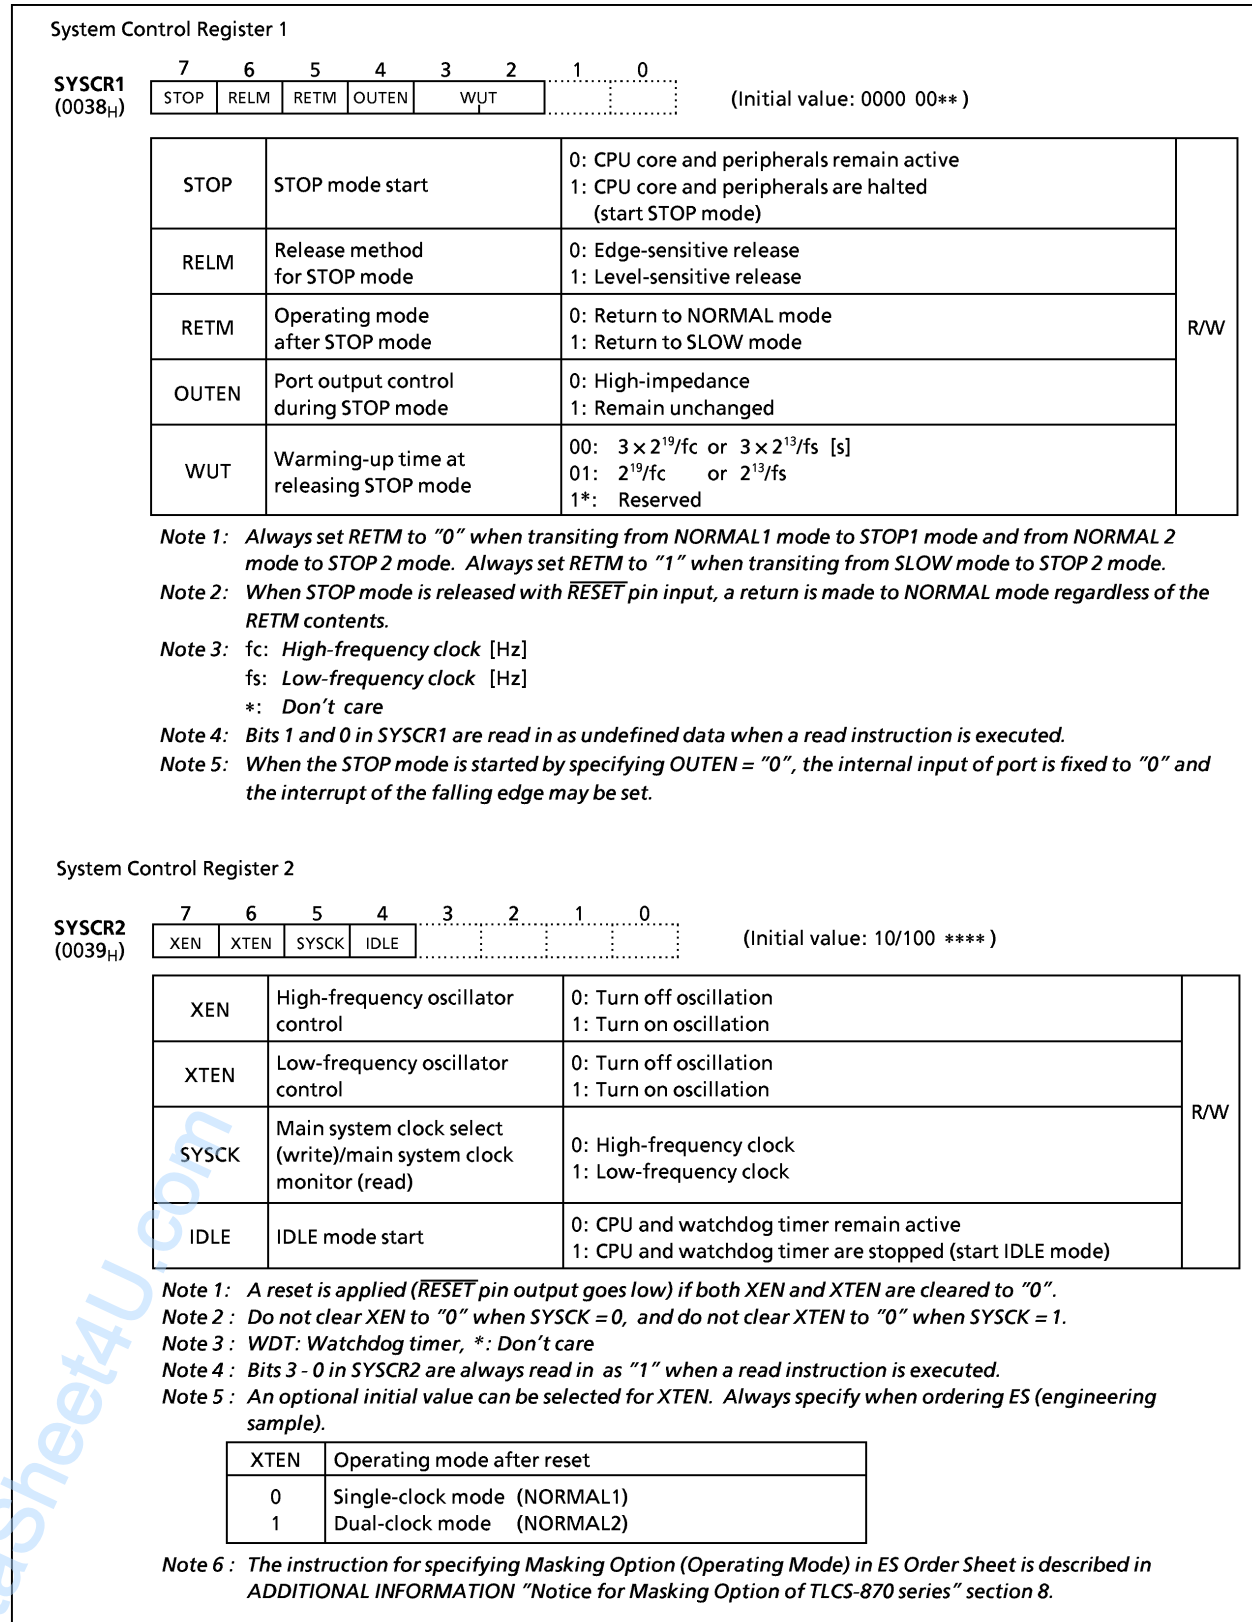 System Control Register 1
7 6 5 4 3 2 1 0
SYSCR1
(0038H)
STOP RELM RETM OUTEN WUT
(Initial value: 0000 00**)
STOP STOP mode start
0: CPU core and peripherals remain active
1: CPU core and peripherals are halted
(start STOP mode)
RELM
Release method
for STOP mode
0: Edge-sensitive release
1: Level-sensitive release
RETM
Operating mode
after STOP mode
0: Return to NORMAL mode
1: Return to SLOW mode
R/W
OUTEN
Port output control
during STOP mode
0: High-impedance
1: Remain unchanged
WUT
Warming-up time at
releasing STOP mode
00: 3 × 2¹⁹/fc or 3 × 2¹³/fs [s]
01: 2¹⁹/fc or 2¹³/fs
1*: Reserved
Note 1: Always set RETM to "0" when transiting from NORMAL1 mode to STOP1 mode and from NORMAL 2
mode to STOP 2 mode. Always set RETM to "1" when transiting from SLOW mode to STOP 2 mode.
Note 2: When STOP mode is released with RESET pin input, a return is made to NORMAL mode regardless of the
RETM contents.
Note 3: fc: High-frequency clock [Hz]
fs: Low-frequency clock [Hz]
*: Don't care
Note 4: Bits 1 and 0 in SYSCR1 are read in as undefined data when a read instruction is executed.
Note 5: When the STOP mode is started by specifying OUTEN = "0", the internal input of port is fixed to "0" and
the interrupt of the falling edge may be set.
System Control Register 2
7 6 5 4 3 2 1 0
SYSCR2
(0039H)
XEN XTEN SYSCK IDLE
(Initial value: 10/100 ****)
XEN
High-frequency oscillator
control
0: Turn off oscillation
1: Turn on oscillation
XTEN
Low-frequency oscillator
control
0: Turn off oscillation
1: Turn on oscillation
R/W
SYSCK
Main system clock select
(write)/main system clock
monitor (read)
0: High-frequency clock
1: Low-frequency clock
IDLE IDLE mode start
0: CPU and watchdog timer remain active
1: CPU and watchdog timer are stopped (start IDLE mode)
Note 1: A reset is applied (RESET pin output goes low) if both XEN and XTEN are cleared to "0".
Note 2 : Do not clear XEN to "0" when SYSCK = 0, and do not clear XTEN to "0" when SYSCK = 1.
Note 3 : WDT: Watchdog timer, *: Don't care
Note 4 : Bits 3 - 0 in SYSCR2 are always read in as "1" when a read instruction is executed.
Note 5 : An optional initial value can be selected for XTEN. Always specify when ordering ES (engineering
sample).
XTEN Operating mode after reset
0 Single-clock mode (NORMAL1)
1 Dual-clock mode (NORMAL2)
Note 6 : The instruction for specifying Masking Option (Operating Mode) in ES Order Sheet is described in
ADDITIONAL INFORMATION "Notice for Masking Option of TLCS-870 series" section 8.